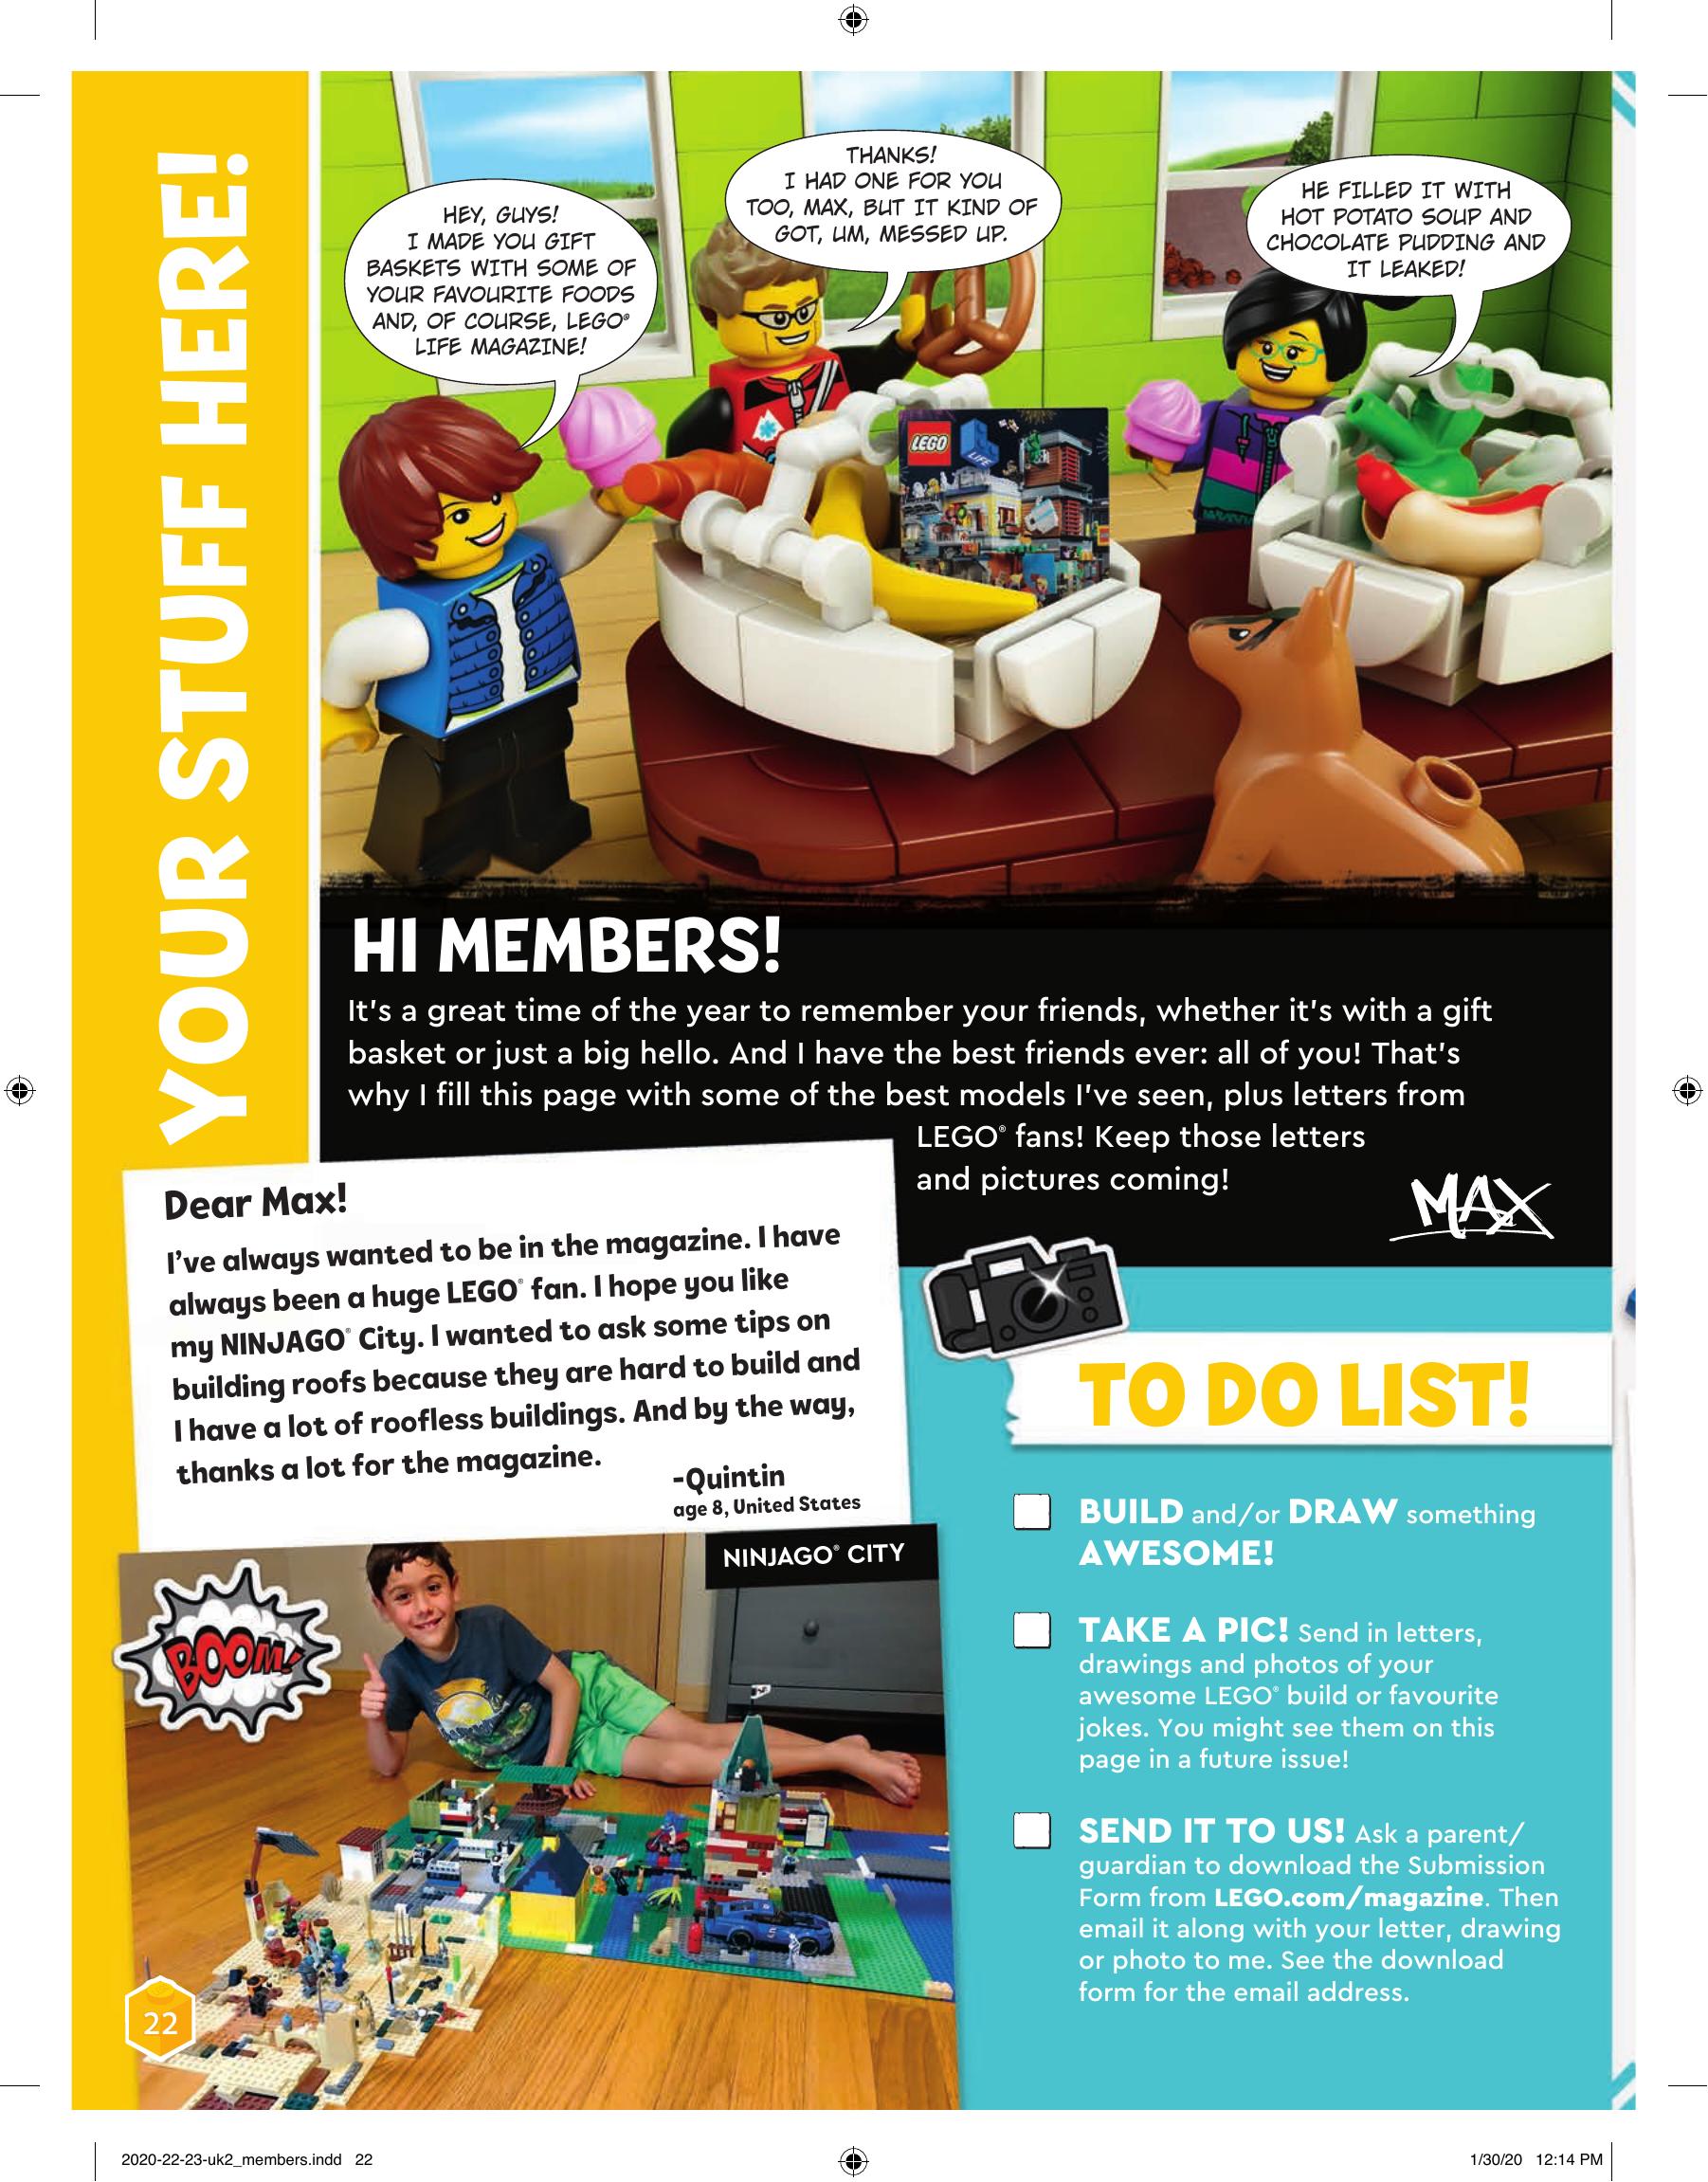 YOUR STUFF HERE!
HEY, GUYS!
I MADE YOU GIFT
BASKETS WITH SOME OF
YOUR FAVOURITE FOODS
AND, OF COURSE, LEGO®
LIFE MAGAZINE!
THANKS!
I HAD ONE FOR YOU
TOO, MAX, BUT IT KIND OF
GOT, UM, MESSED UP.
HE FILLED IT WITH
HOT POTATO SOUP AND
CHOCOLATE PUDDING AND
IT LEAKED!
LEGO
LIFE
HI MEMBERS!
It's a great time of the year to remember your friends, whether it's with a gift
basket or just a big hello. And I have the best friends ever: all of you! That's
why I fill this page with some of the best models I've seen, plus letters from
LEGO® fans! Keep those letters
and pictures coming!
MAX
Dear Max!
I've always wanted to be in the magazine. I have
always been a huge LEGO® fan. I hope you like
my NINJAGO® City. I wanted to ask some tips on
building roofs because they are hard to build and
I have a lot of roofless buildings. And by the way,
thanks a lot for the magazine.
-Quintin
age 8, United States
NINJAGO® CITY
BOOM!
TO DO LIST!
BUILD and/or DRAW something
AWESOME!
TAKE A PIC! Send in letters,
drawings and photos of your
awesome LEGO® build or favourite
jokes. You might see them on this
page in a future issue!
SEND IT TO US! Ask a parent/
guardian to download the Submission
Form from LEGO.com/magazine. Then
email it along with your letter, drawing
or photo to me. See the download
form for the email address.
22
2020-22-23-uk2_members.indd 22
1/30/20 12:14 PM